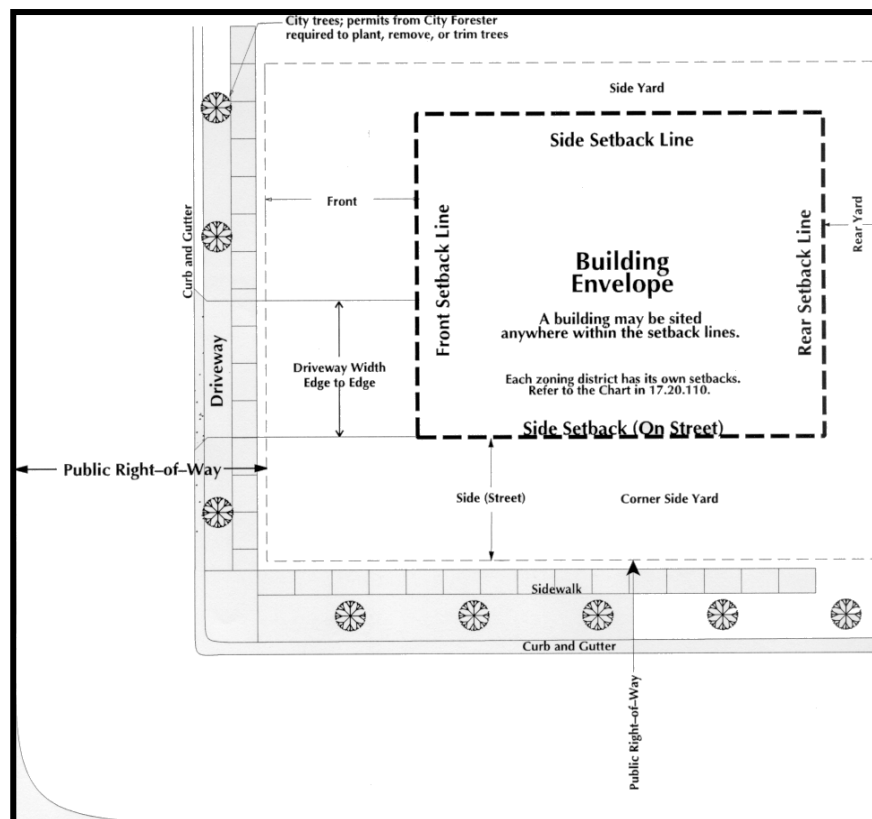 City trees; permits from City Forester
required to plant, remove, or trim trees
Side Yard
Side Setback Line
Front
Rear Yard
Curb and Gutter
Front Setback Line
Rear Setback Line
Building
Envelope
A building may be sited
anywhere within the setback lines.
Driveway
Driveway Width
Edge to Edge
Each zoning district has its own setbacks.
Refer to the Chart in 17.20.110.
Side Setback (On Street)
Public Right–of–Way
Side (Street)
Corner Side Yard
Sidewalk
Curb and Gutter
Public Right–of–Way